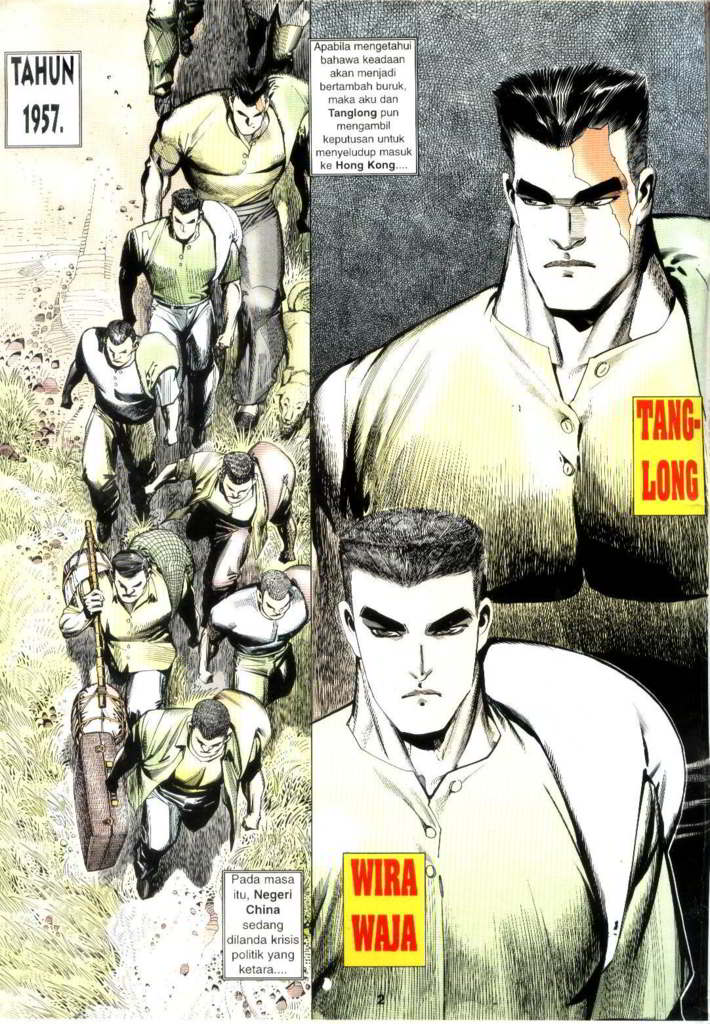 TAHUN
1957.
Pada masa
itu, Negeri
China
sedang
dilanda krisis
politik yang
ketara....
Apabila mengetahui
bahawa keadaan
akan menjadi
bertambah buruk,
maka aku dan
Tanglong pun
mengambil
keputusan untuk
menyeludup masuk
ke Hong Kong....
TANG-
LONG
WIRA
WAJA
2